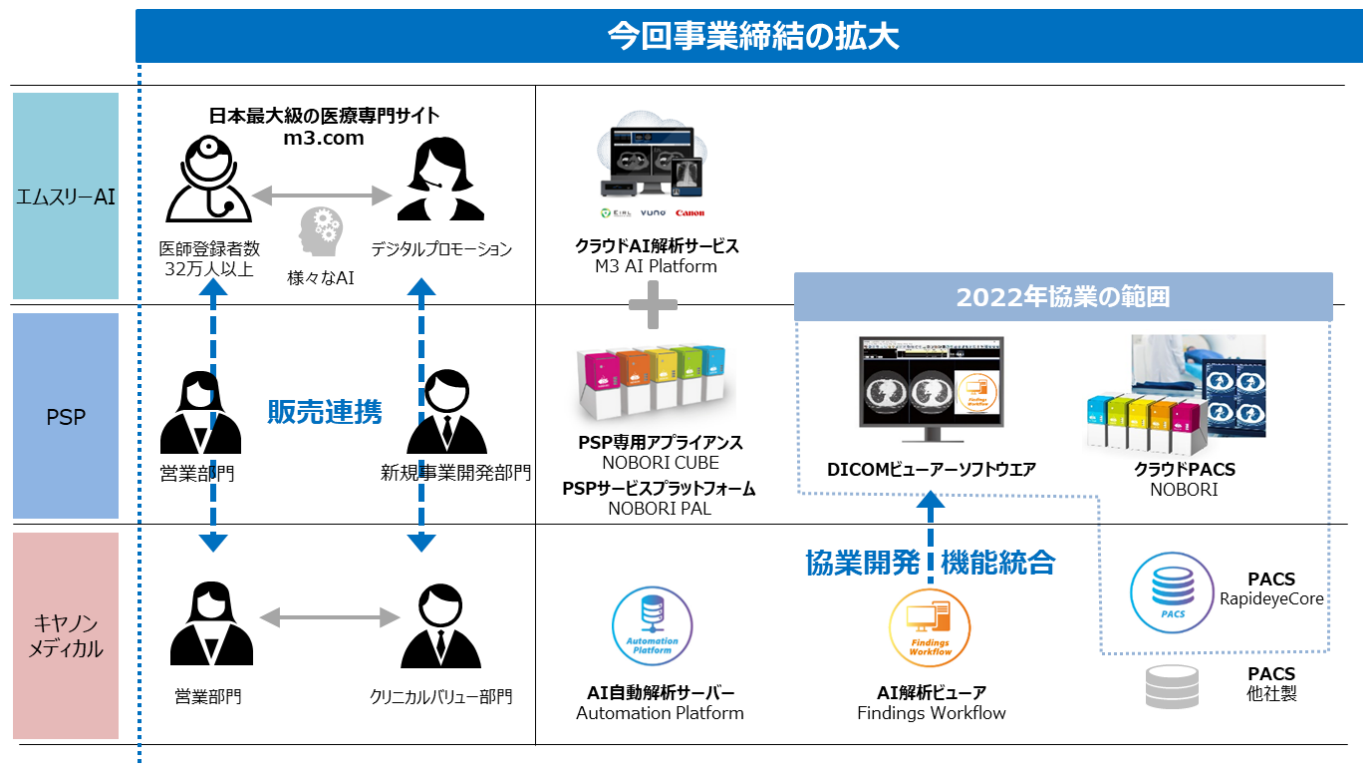 今回事業締結の拡大
エムスリーAI
日本最大級の医療専門サイト
m3.com
医師登録者数
32万人以上
様々なAI
デジタルプロモーション
VUNO
Canon
クラウドAI解析サービス
M3 AI Platform
2022年協業の範囲
PSP
販売連携
営業部門
新規事業開発部門
PSP専用アプライアンス
NOBORI CUBE
PSPサービスプラットフォーム
NOBORI PAL
Findings
Workflow
DICOMビューアーソフトウエア
クラウドPACS
NOBORI
キヤノン
メディカル
営業部門
クリニカルバリュー部門
協業開発
機能統合
Automation
Platform
AI自動解析サーバー
Automation Platform
Findings
Workflow
AI解析ビューア
Findings Workflow
PACS
PACS
RapideyeCore
PACS
他社製